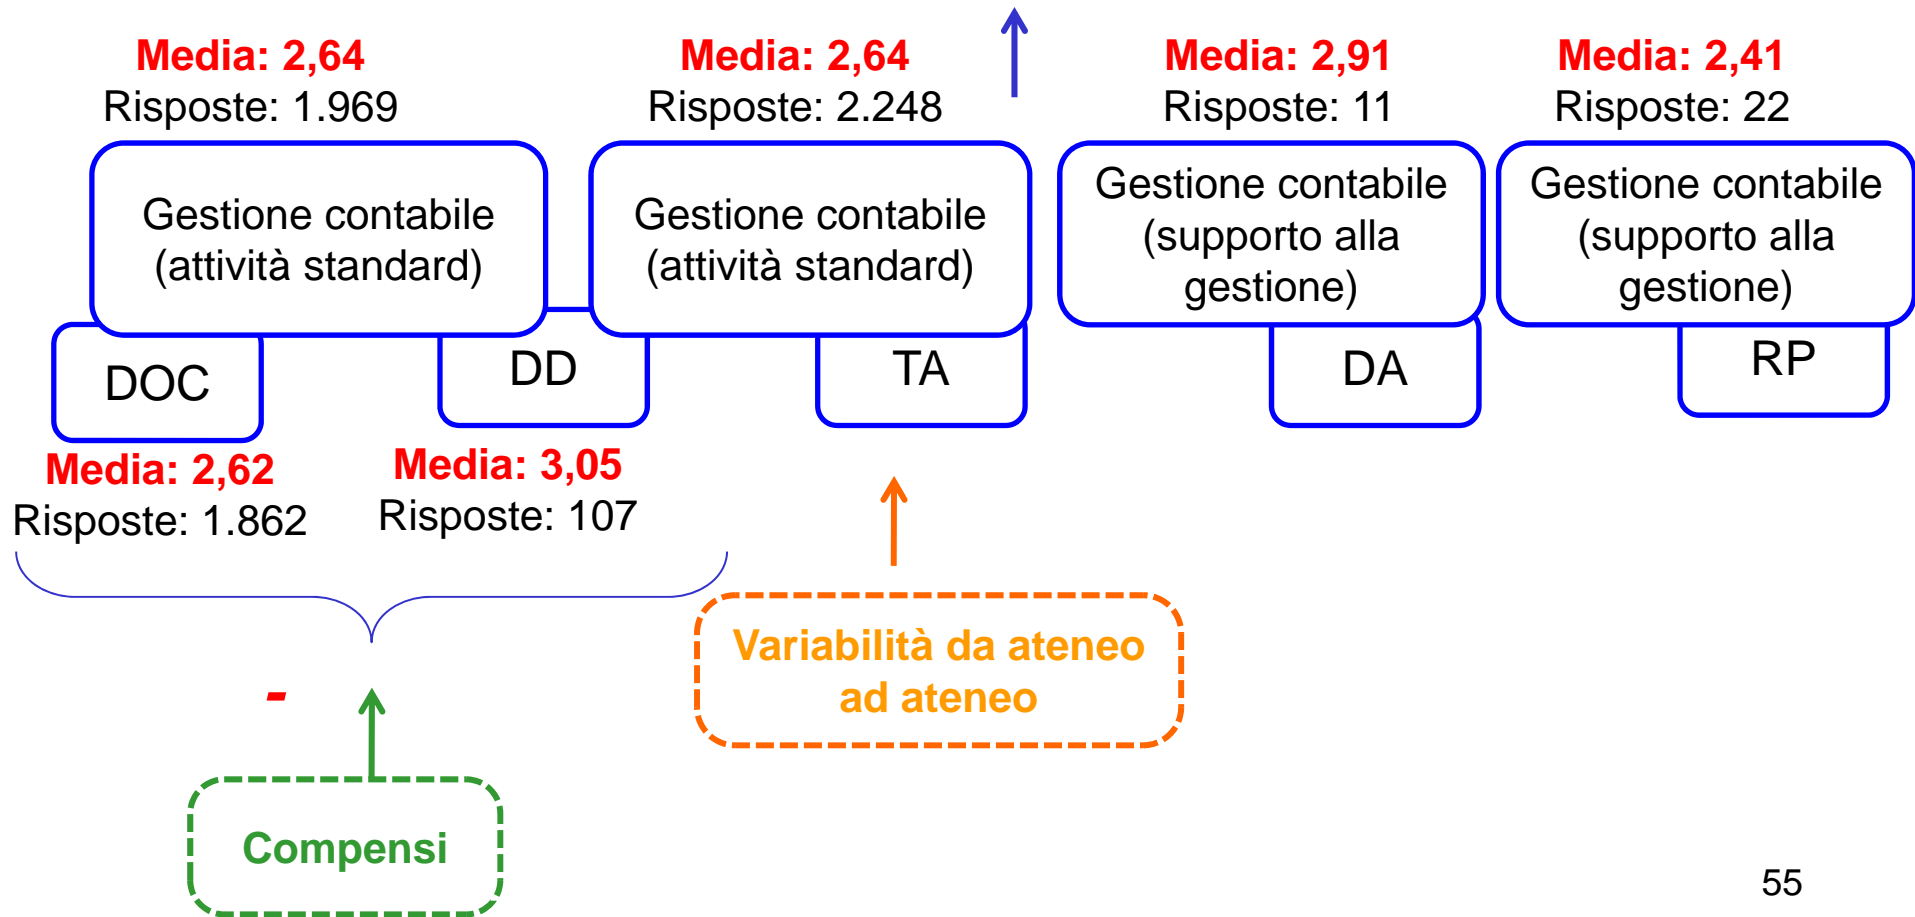 Media: 2,64
Risposte: 1.969
Media: 2,64
Risposte: 2.248
Media: 2,91
Risposte: 11
Media: 2,41
Risposte: 22
Gestione contabile
(attività standard)
Gestione contabile
(attività standard)
Gestione contabile
(supporto alla
gestione)
Gestione contabile
(supporto alla
gestione)
DOC
DD
TA
DA
RP
Media: 2,62
Risposte: 1.862
Media: 3,05
Risposte: 107
Variabilità da ateneo
ad ateneo
-
Compensi
55